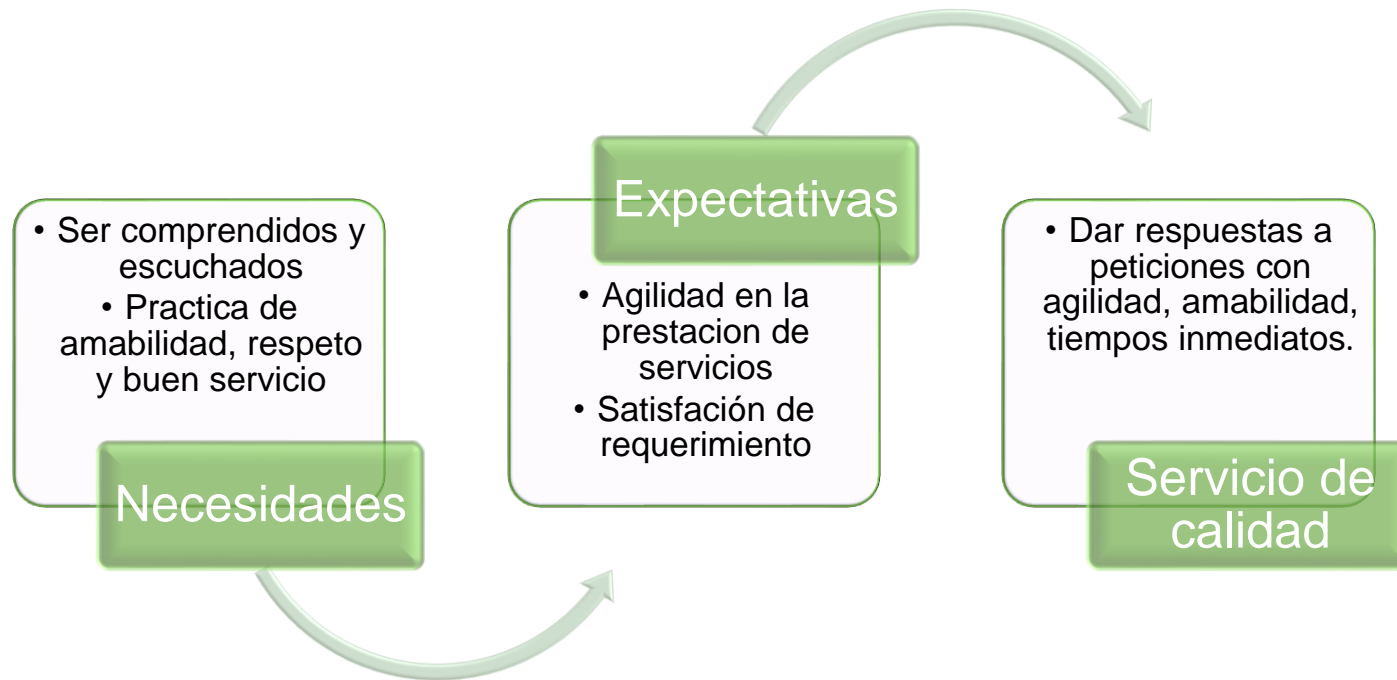 • Ser comprendidos y
escuchados
• Practica de
amabilidad, respeto
y buen servicio
Necesidades
Expectativas
• Agilidad en la
prestacion de
servicios
• Satisfación de
requerimiento
• Dar respuestas a
peticiones con
agilidad, amabilidad,
tiempos inmediatos.
Servicio de
calidad